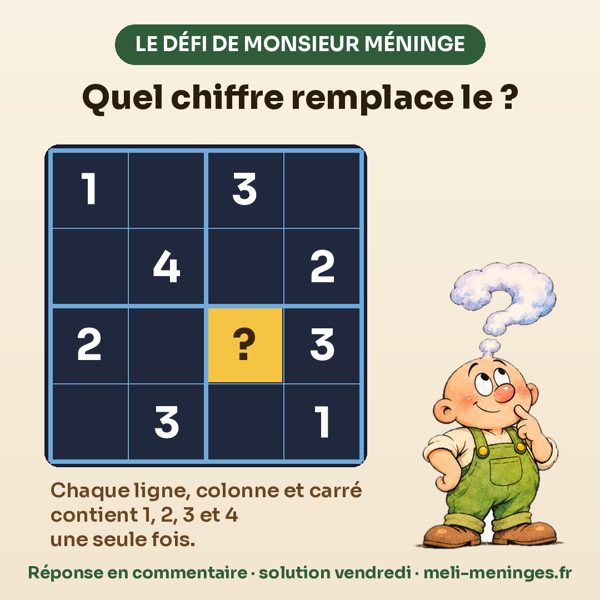 LE DÉFI DE MONSIEUR MÉNINGE
Quel chiffre remplace le ?
1 3
4 2
2 ? 3
3 1
Chaque ligne, colonne et carré
contient 1, 2, 3 et 4
une seule fois.
Réponse en commentaire · solution vendredi · meli-meninges.fr